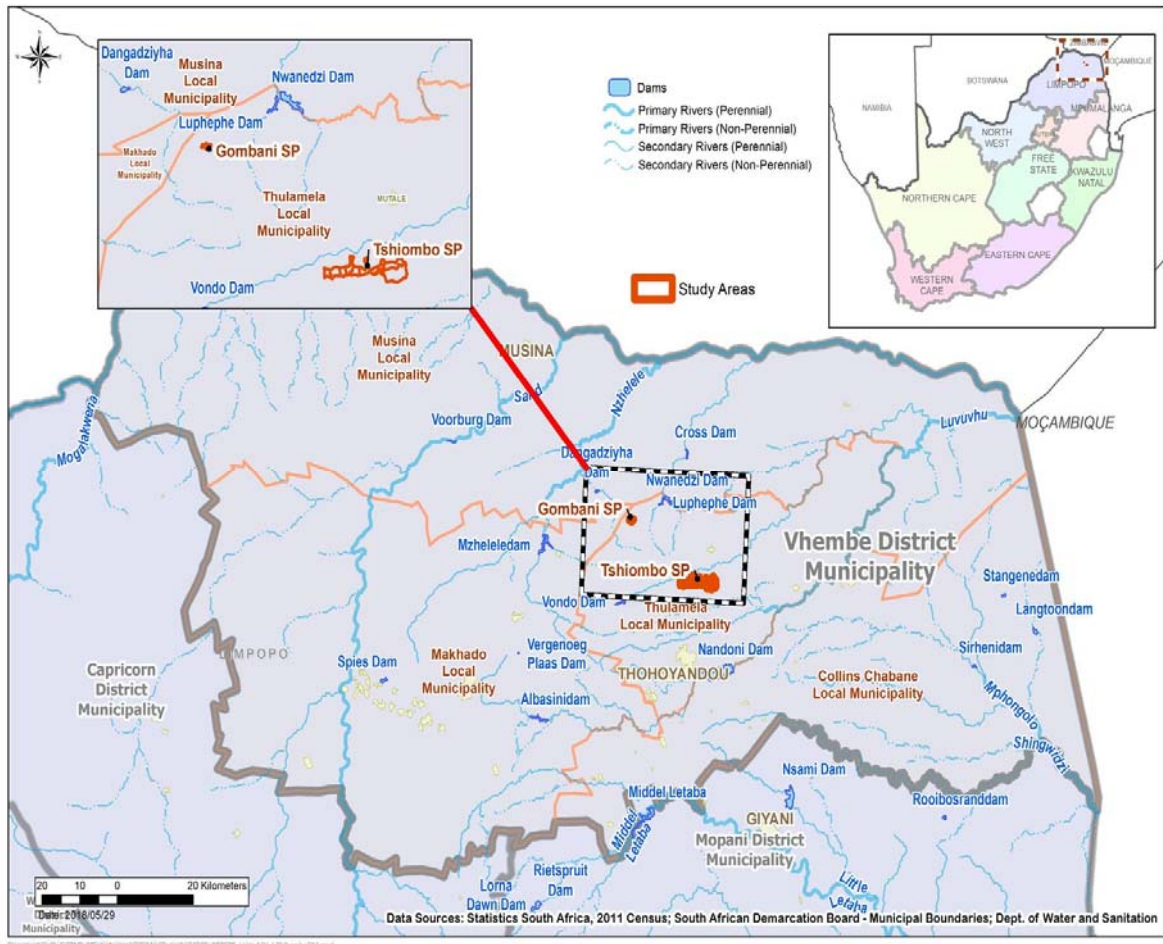 Dangadziyha
Dam
Musina
Local
Municipality
Nwanedzi Dam
Luphephe Dam
Gombani SP
Makhado
Local
Municipality
Thulamela
Local
Municipality
MUTALE
Tshiombo SP
Vondo Dam
Dams
Primary Rivers (Perennial)
Primary Rivers (Non-Perennial)
Secondary Rivers (Perennial)
Secondary Rivers (Non-Perennial)
Study Areas
ZIMBABWE
MOÇAMBIQUE
BOTSWANA
LIMPOPO
NAMIBIA
MPUMALANGA
NORTH
WEST
FREE
STATE
KWAZULU
NATAL
NORTHERN CAPE
EASTERN CAPE
WESTERN
CAPE
Musina
Local
Municipality
MUSINA
Sand
Nzhelele
Voorburg Dam
Cross Dam
Luvuvhu
MOÇAMBIQUE
Mogalakwena
Dangadziyha
Dam
Nwanedzi Dam
Luphephe Dam
Gombani SP
Mzheleledam
Vhembe District
Municipality
Tshiombo SP
Stangenedam
Vondo Dam
Thulamela
Local Municipality
Langtoondam
Vergenoeg
Plaas Dam
Nandoni Dam
Sirhenidam
LIMPOPO
Spies Dam
Makhado
Local
Municipality
THOHOYANDOU
Collins Chabane
Local Municipality
Capricorn
District
Municipality
Albasinidam
Mphongolo
Shingwidzi
Nsami Dam
Middel Letaba
Rooibosranddam
Middel
Letaba
GIYANI
Mopani District
Municipality
Rietspruit
Dam
Little
Letaba
Lorna
Dawn Dam
20 10 0 20 Kilometers
Date: 2018/05/29
Municipality
Data Sources: Statistics South Africa, 2011 Census; South African Demarcation Board - Municipal Boundaries; Dept. of Water and Sanitation